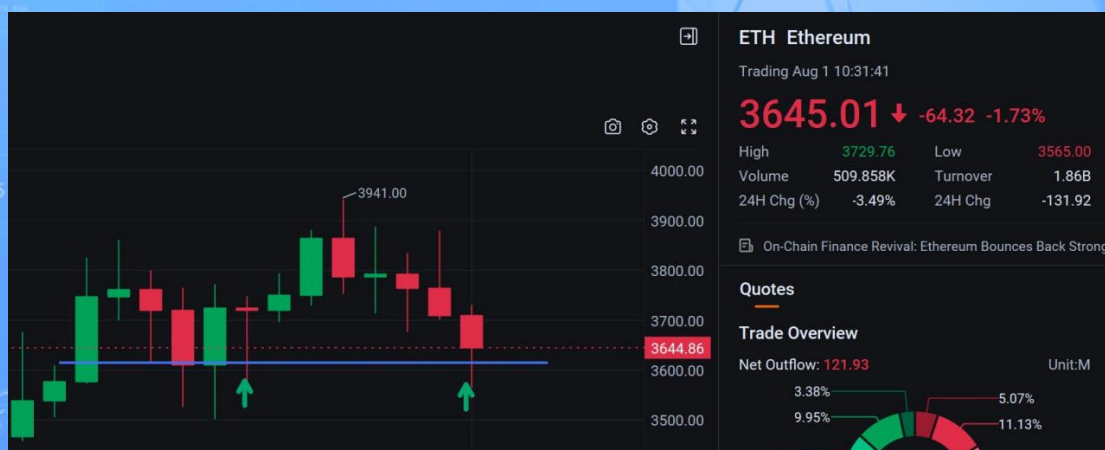 ETH Ethereum
Trading Aug 1 10:31:41
3645.01 -64.32 -1.73%
High 3729.76 Low 3565.00
Volume 509.858K Turnover 1.86B
24H Chg (%) -3.49% 24H Chg -131.92
On-Chain Finance Revival: Ethereum Bounces Back Strong
Quotes
Trade Overview
Net Outflow: 121.93 Unit:M
3.38% 5.07%
9.95% 11.13%
4000.00
3941.00
3900.00
3800.00
3700.00
3644.86
3600.00
3500.00